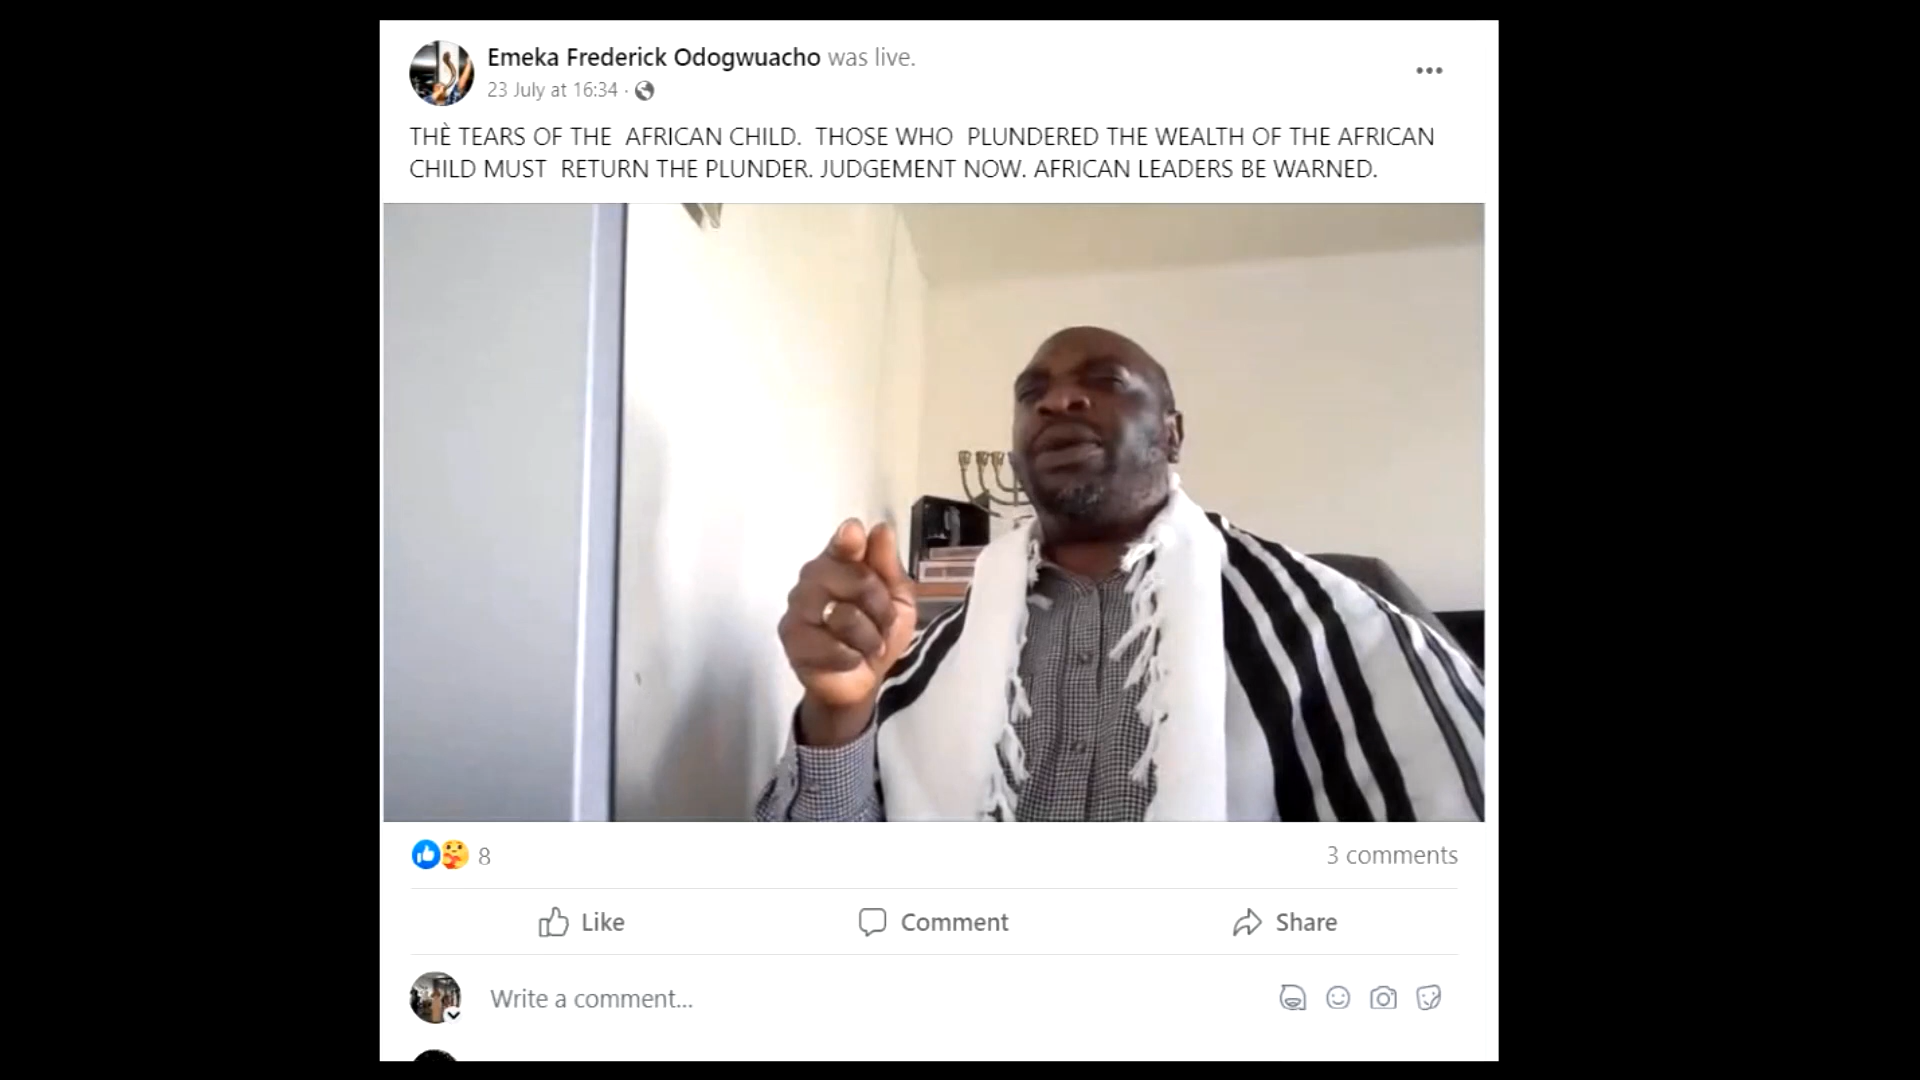 Emeka Frederick Odogwuacho was live.
23 July at 16:34 ·
THÈ TEARS OF THE AFRICAN CHILD. THOSE WHO PLUNDERED THE WEALTH OF THE AFRICAN
CHILD MUST RETURN THE PLUNDER. JUDGEMENT NOW. AFRICAN LEADERS BE WARNED.
8
3 comments
Like
Comment
Share
Write a comment...